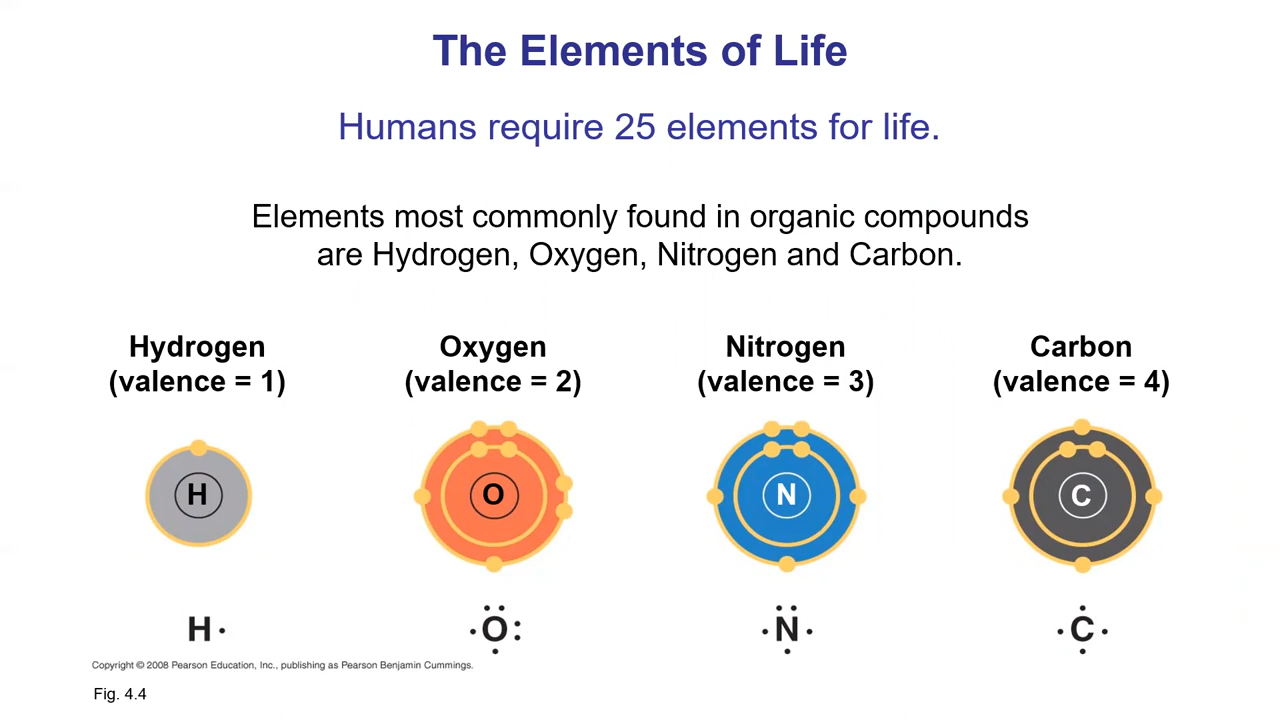 The Elements of Life
Humans require 25 elements for life.
Elements most commonly found in organic compounds
are Hydrogen, Oxygen, Nitrogen and Carbon.
Hydrogen
(valence = 1)
Oxygen
(valence = 2)
Nitrogen
(valence = 3)
Carbon
(valence = 4)
H
O
N
C
H
O
N
C
Copyright © 2008 Pearson Education, Inc., publishing as Pearson Benjamin Cummings.
Fig. 4.4